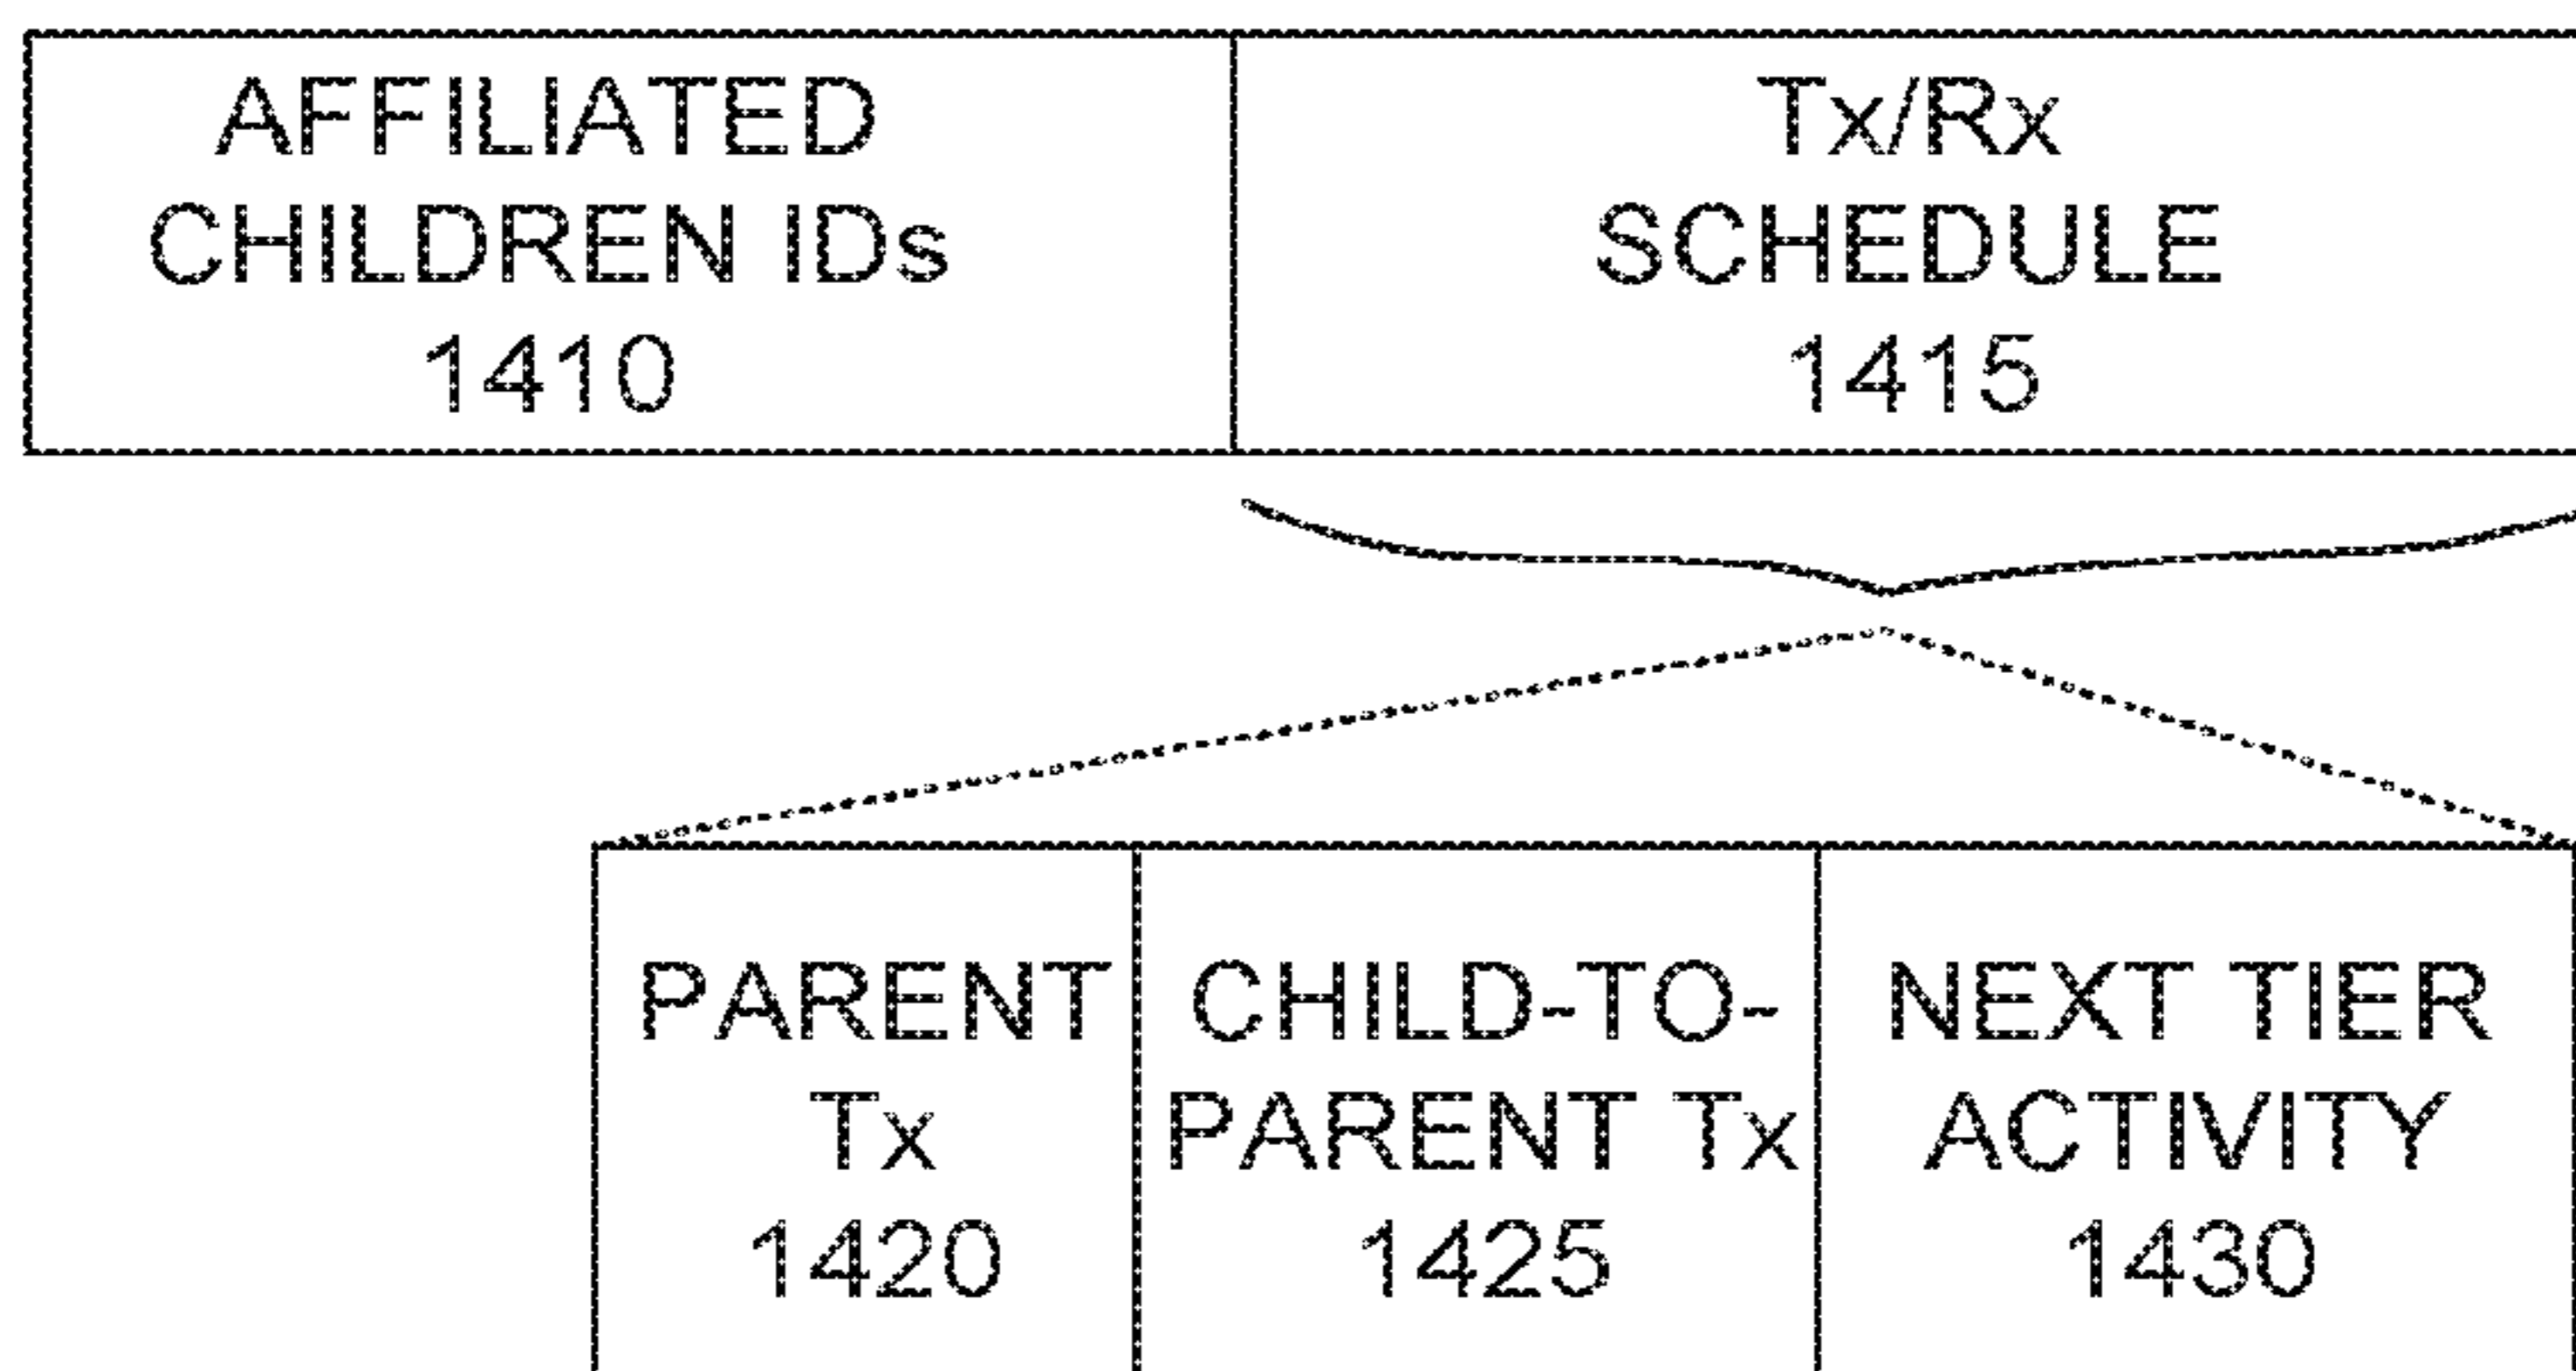 AFFILIATED
CHILDREN IDs
1410
Tx/Rx
SCHEDULE
1415
PARENT
Tx
1420
CHILD-TO-
PARENT Tx
1425
NEXT TIER
ACTIVITY
1430